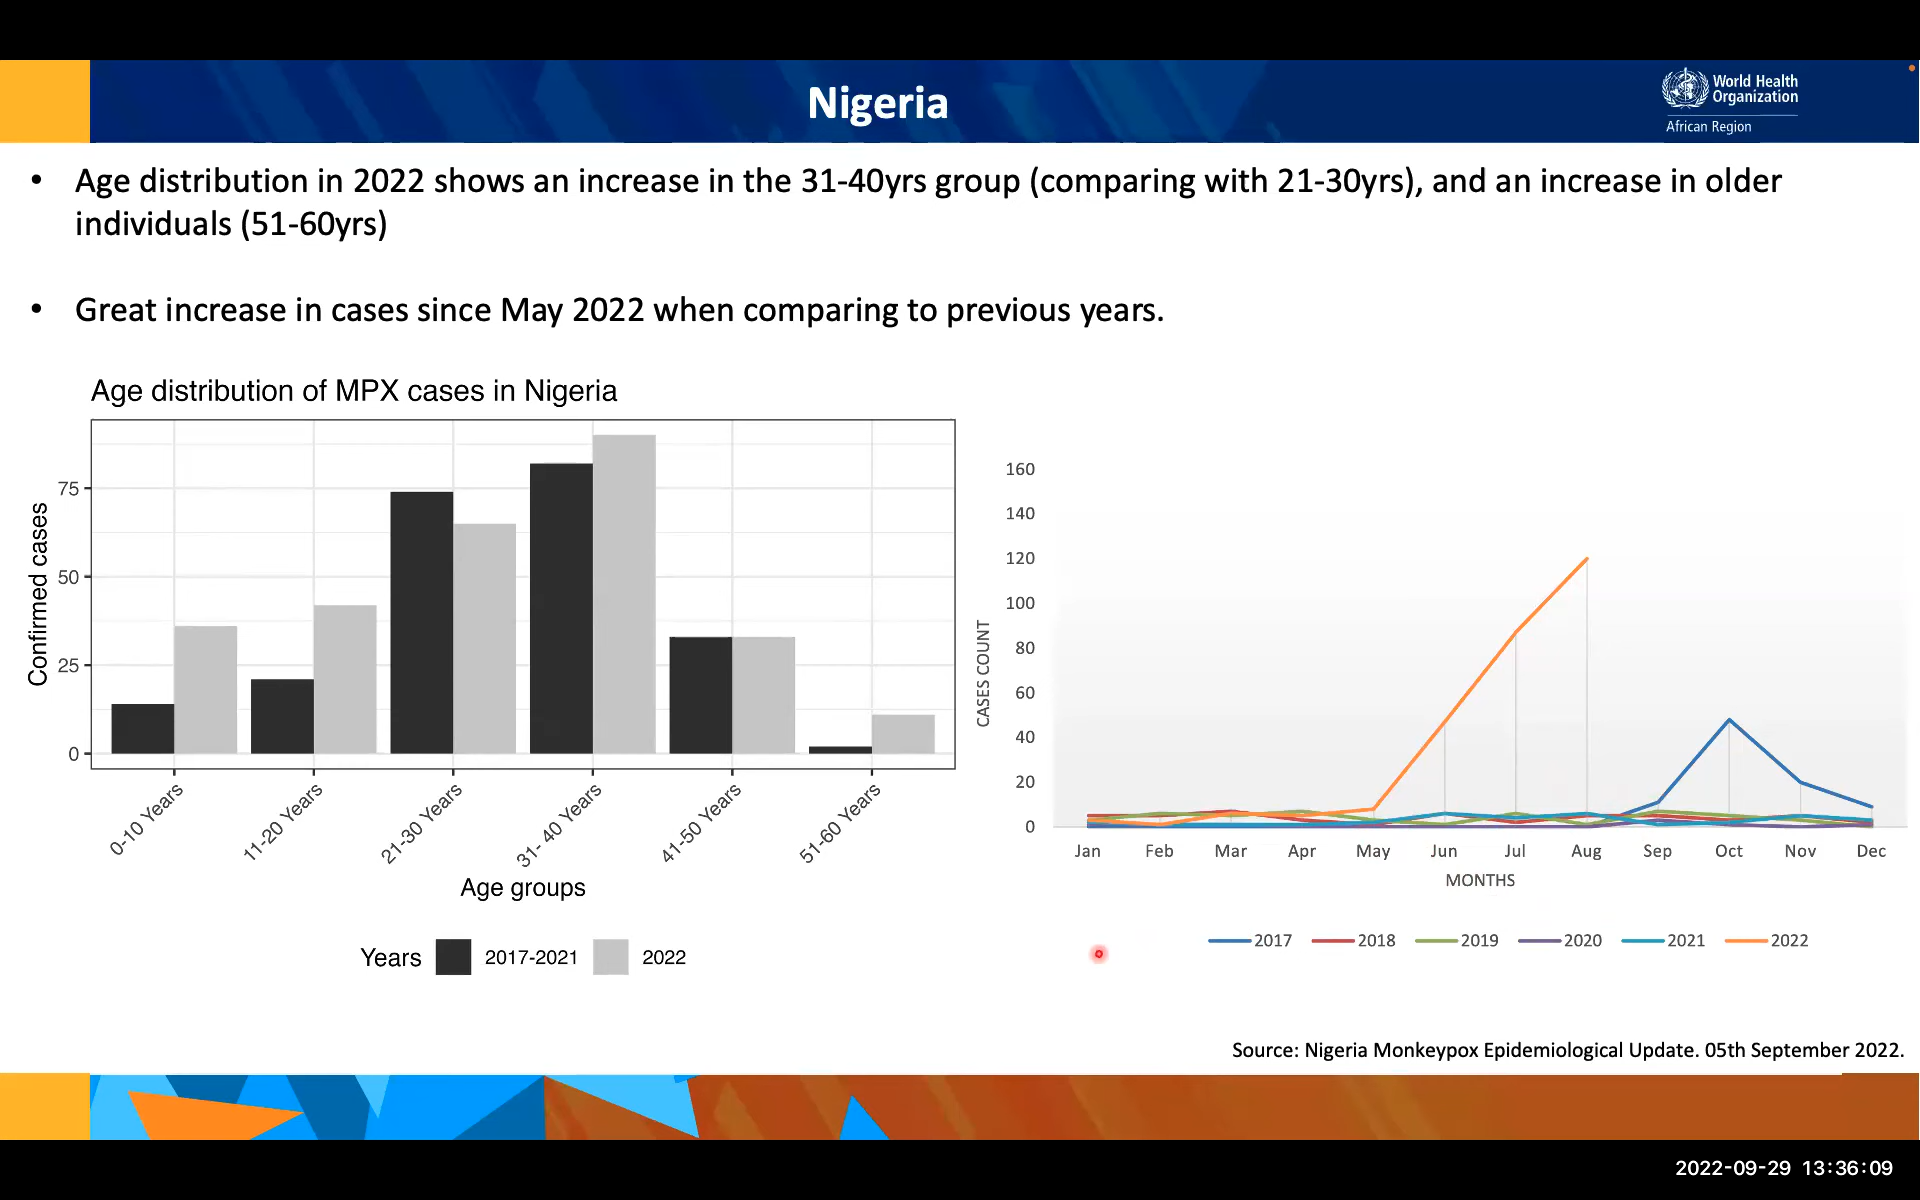 Nigeria
World Health
Organization
African Region
• Age distribution in 2022 shows an increase in the 31-40yrs group (comparing with 21-30yrs), and an increase in older
individuals (51-60yrs)
• Great increase in cases since May 2022 when comparing to previous years.
Age distribution of MPX cases in Nigeria
Confirmed cases
75
50
25
0
0-10 Years
11-20 Years
21-30 Years
31- 40 Years
41-50 Years
51-60 Years
Age groups
Years 2017-2021 2022
CASES COUNT
160
140
120
100
80
60
40
20
0
Jan Feb Mar Apr May Jun Jul Aug Sep Oct Nov Dec
MONTHS
2017 2018 2019 2020 2021 2022
Source: Nigeria Monkeypox Epidemiological Update. 05th September 2022.
2022-09-29 13:36:09